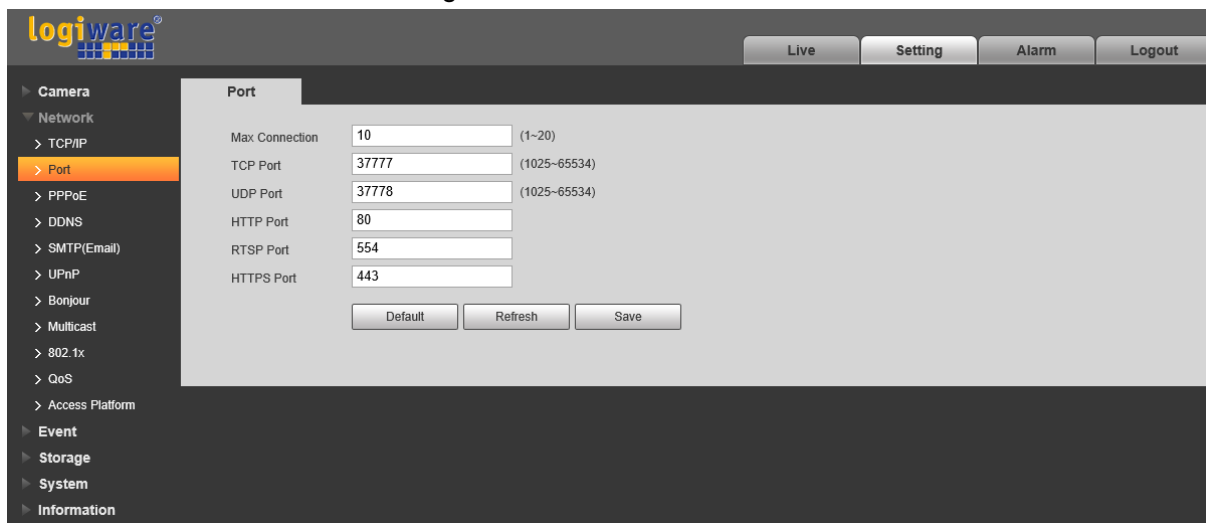 logiware®
Live Setting Alarm Logout
Camera
Network
> TCP/IP
> Port
> PPPoE
> DDNS
> SMTP(Email)
> UPnP
> Bonjour
> Multicast
> 802.1x
> QoS
> Access Platform
Event
Storage
System
Information
Port
Max Connection 10 (1~20)
TCP Port 37777 (1025~65534)
UDP Port 37778 (1025~65534)
HTTP Port 80
RTSP Port 554
HTTPS Port 443
Default Refresh Save